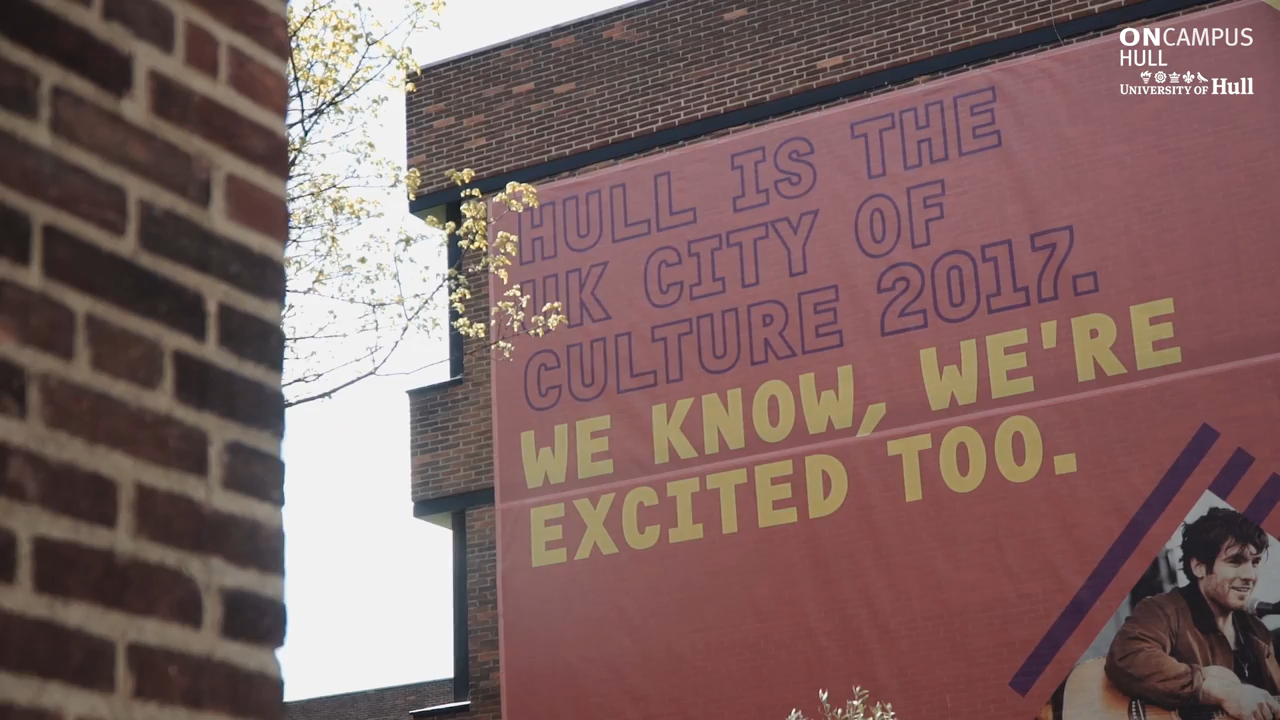 ONCAMPUS
HULL
UNIVERSITY OF Hull
HULL IS THE
UK CITY OF
CULTURE 2017.
WE KNOW, WE'RE
EXCITED TOO.